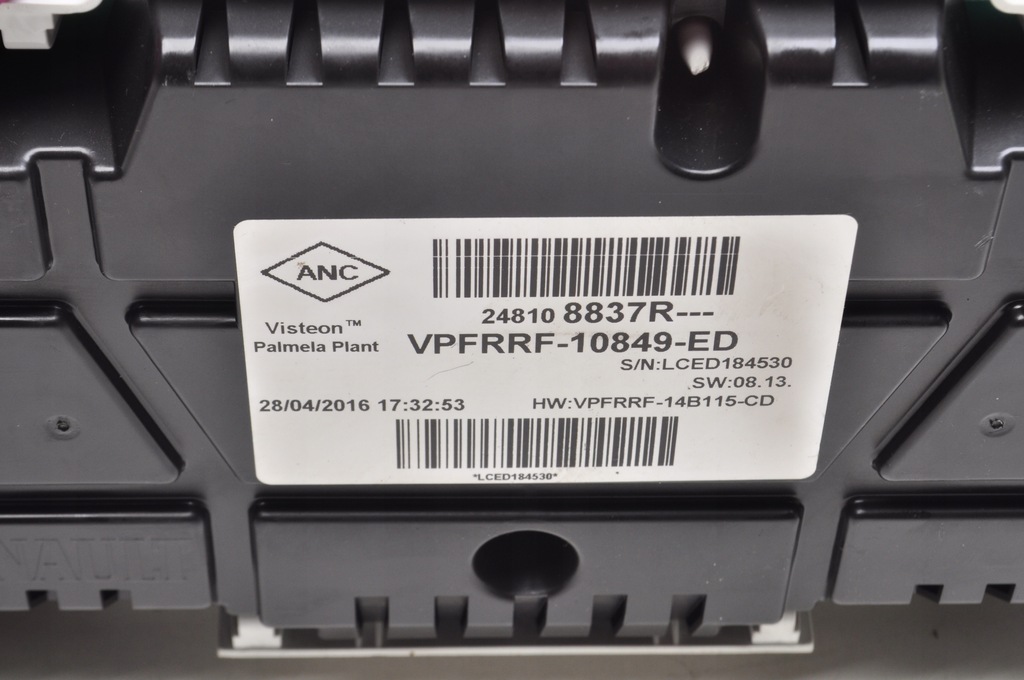 ANC
24810 8837R---
Visteon™
Palmela Plant
VPFRRF-10849-ED
S/N:LCED184530
SW:08.13.
28/04/2016 17:32:53
HW:VPFRRF-14B115-CD
*LCED184530*
NAULT